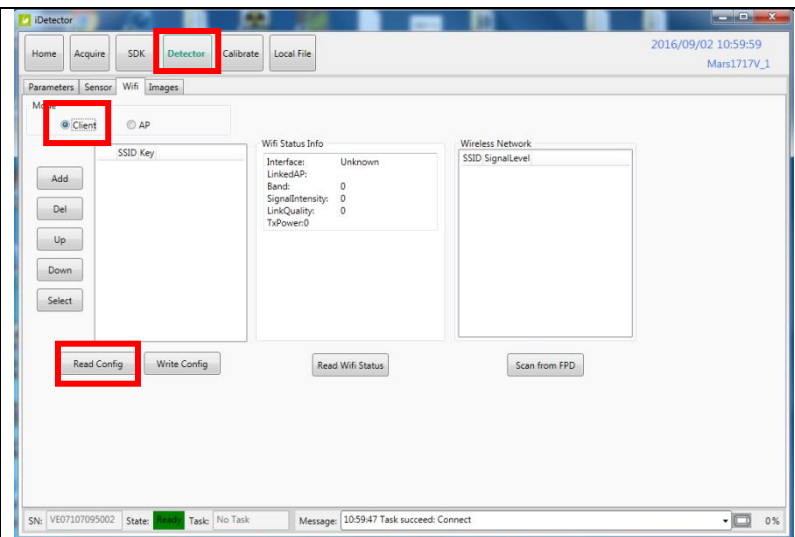 iDetector
Home Acquire SDK Detector Calibrate Local File
2016/09/02 10:59:59
Mars1717V_1
Parameters Sensor Wifi Images
Client AP
SSID Key
Wifi Status Info
Wireless Network
Interface: Unknown
LinkedAP:
Band: 0
SignalIntensity: 0
LinkQuality: 0
TxPower:0
SSID SignalLevel
Add
Del
Up
Down
Select
Read Config Write Config Read Wifi Status Scan from FPD
SN: VE07107095002 State: Ready Task: No Task Message: 10:59:47 Task succeed: Connect 0%